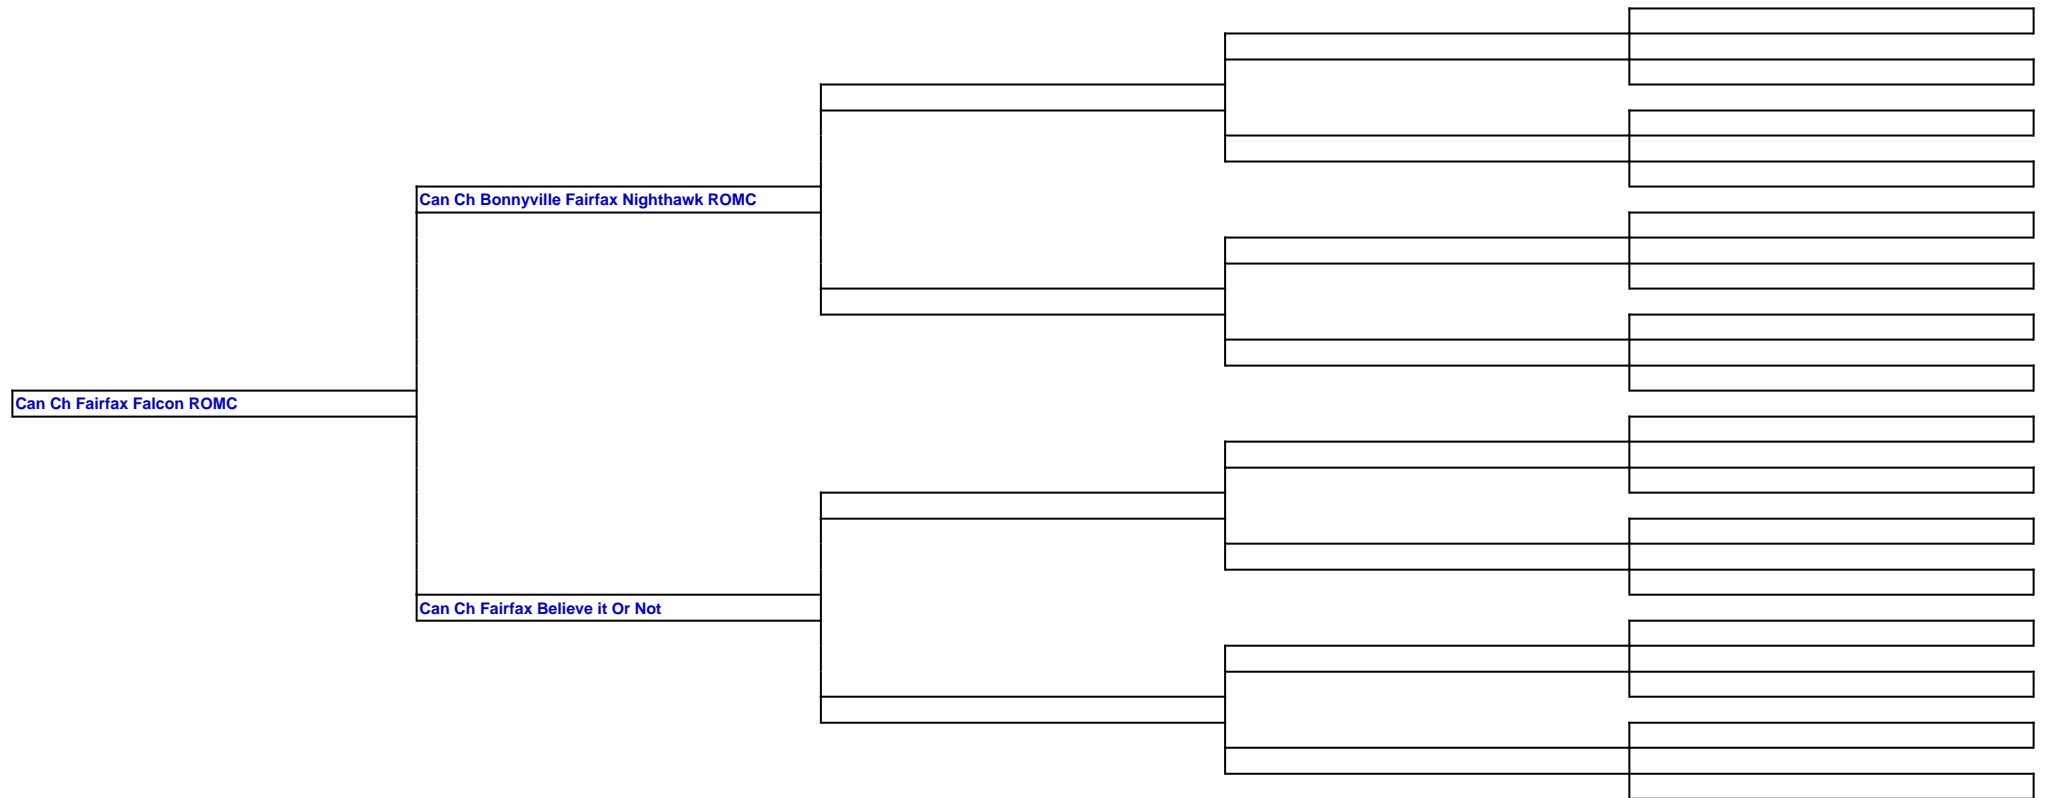 Can Ch Bonnyville Fairfax Nighthawk ROMC
Can Ch Fairfax Falcon ROMC
Can Ch Fairfax Believe it Or Not